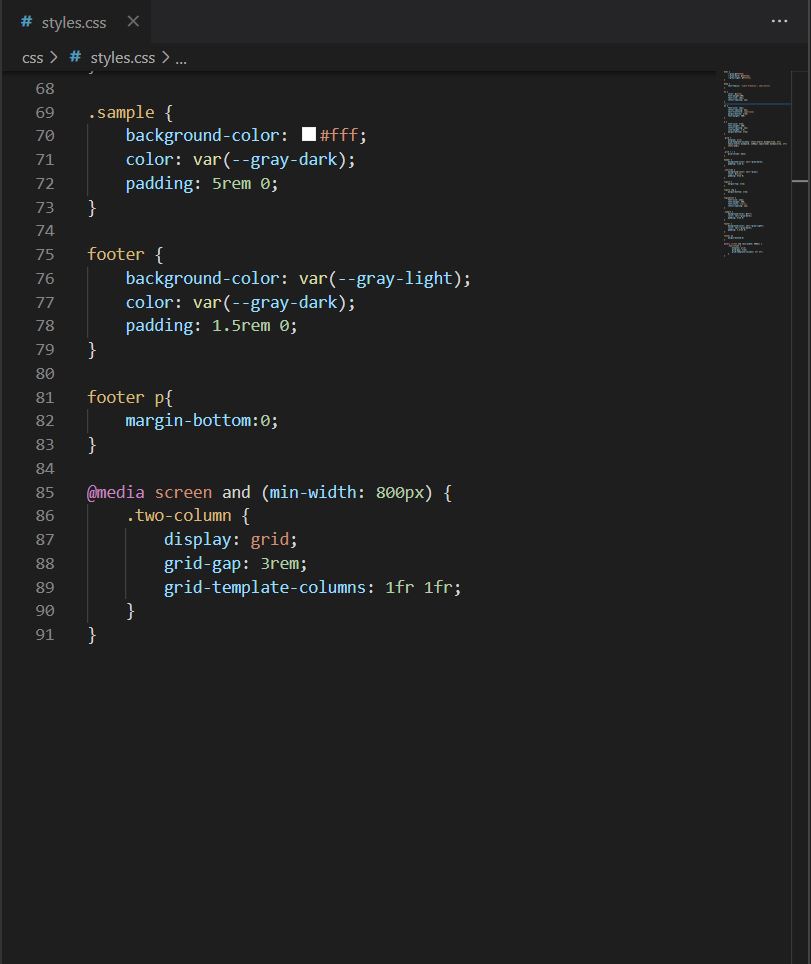 # styles.css ×
...
css > # styles.css > ...
68
69 .sample {
70     background-color: #fff;
71     color: var(--gray-dark);
72     padding: 5rem 0;
73 }
74
75 footer {
76     background-color: var(--gray-light);
77     color: var(--gray-dark);
78     padding: 1.5rem 0;
79 }
80
81 footer p{
82     margin-bottom:0;
83 }
84
85 @media screen and (min-width: 800px) {
86     .two-column {
87         display: grid;
88         grid-gap: 3rem;
89         grid-template-columns: 1fr 1fr;
90     }
91 }